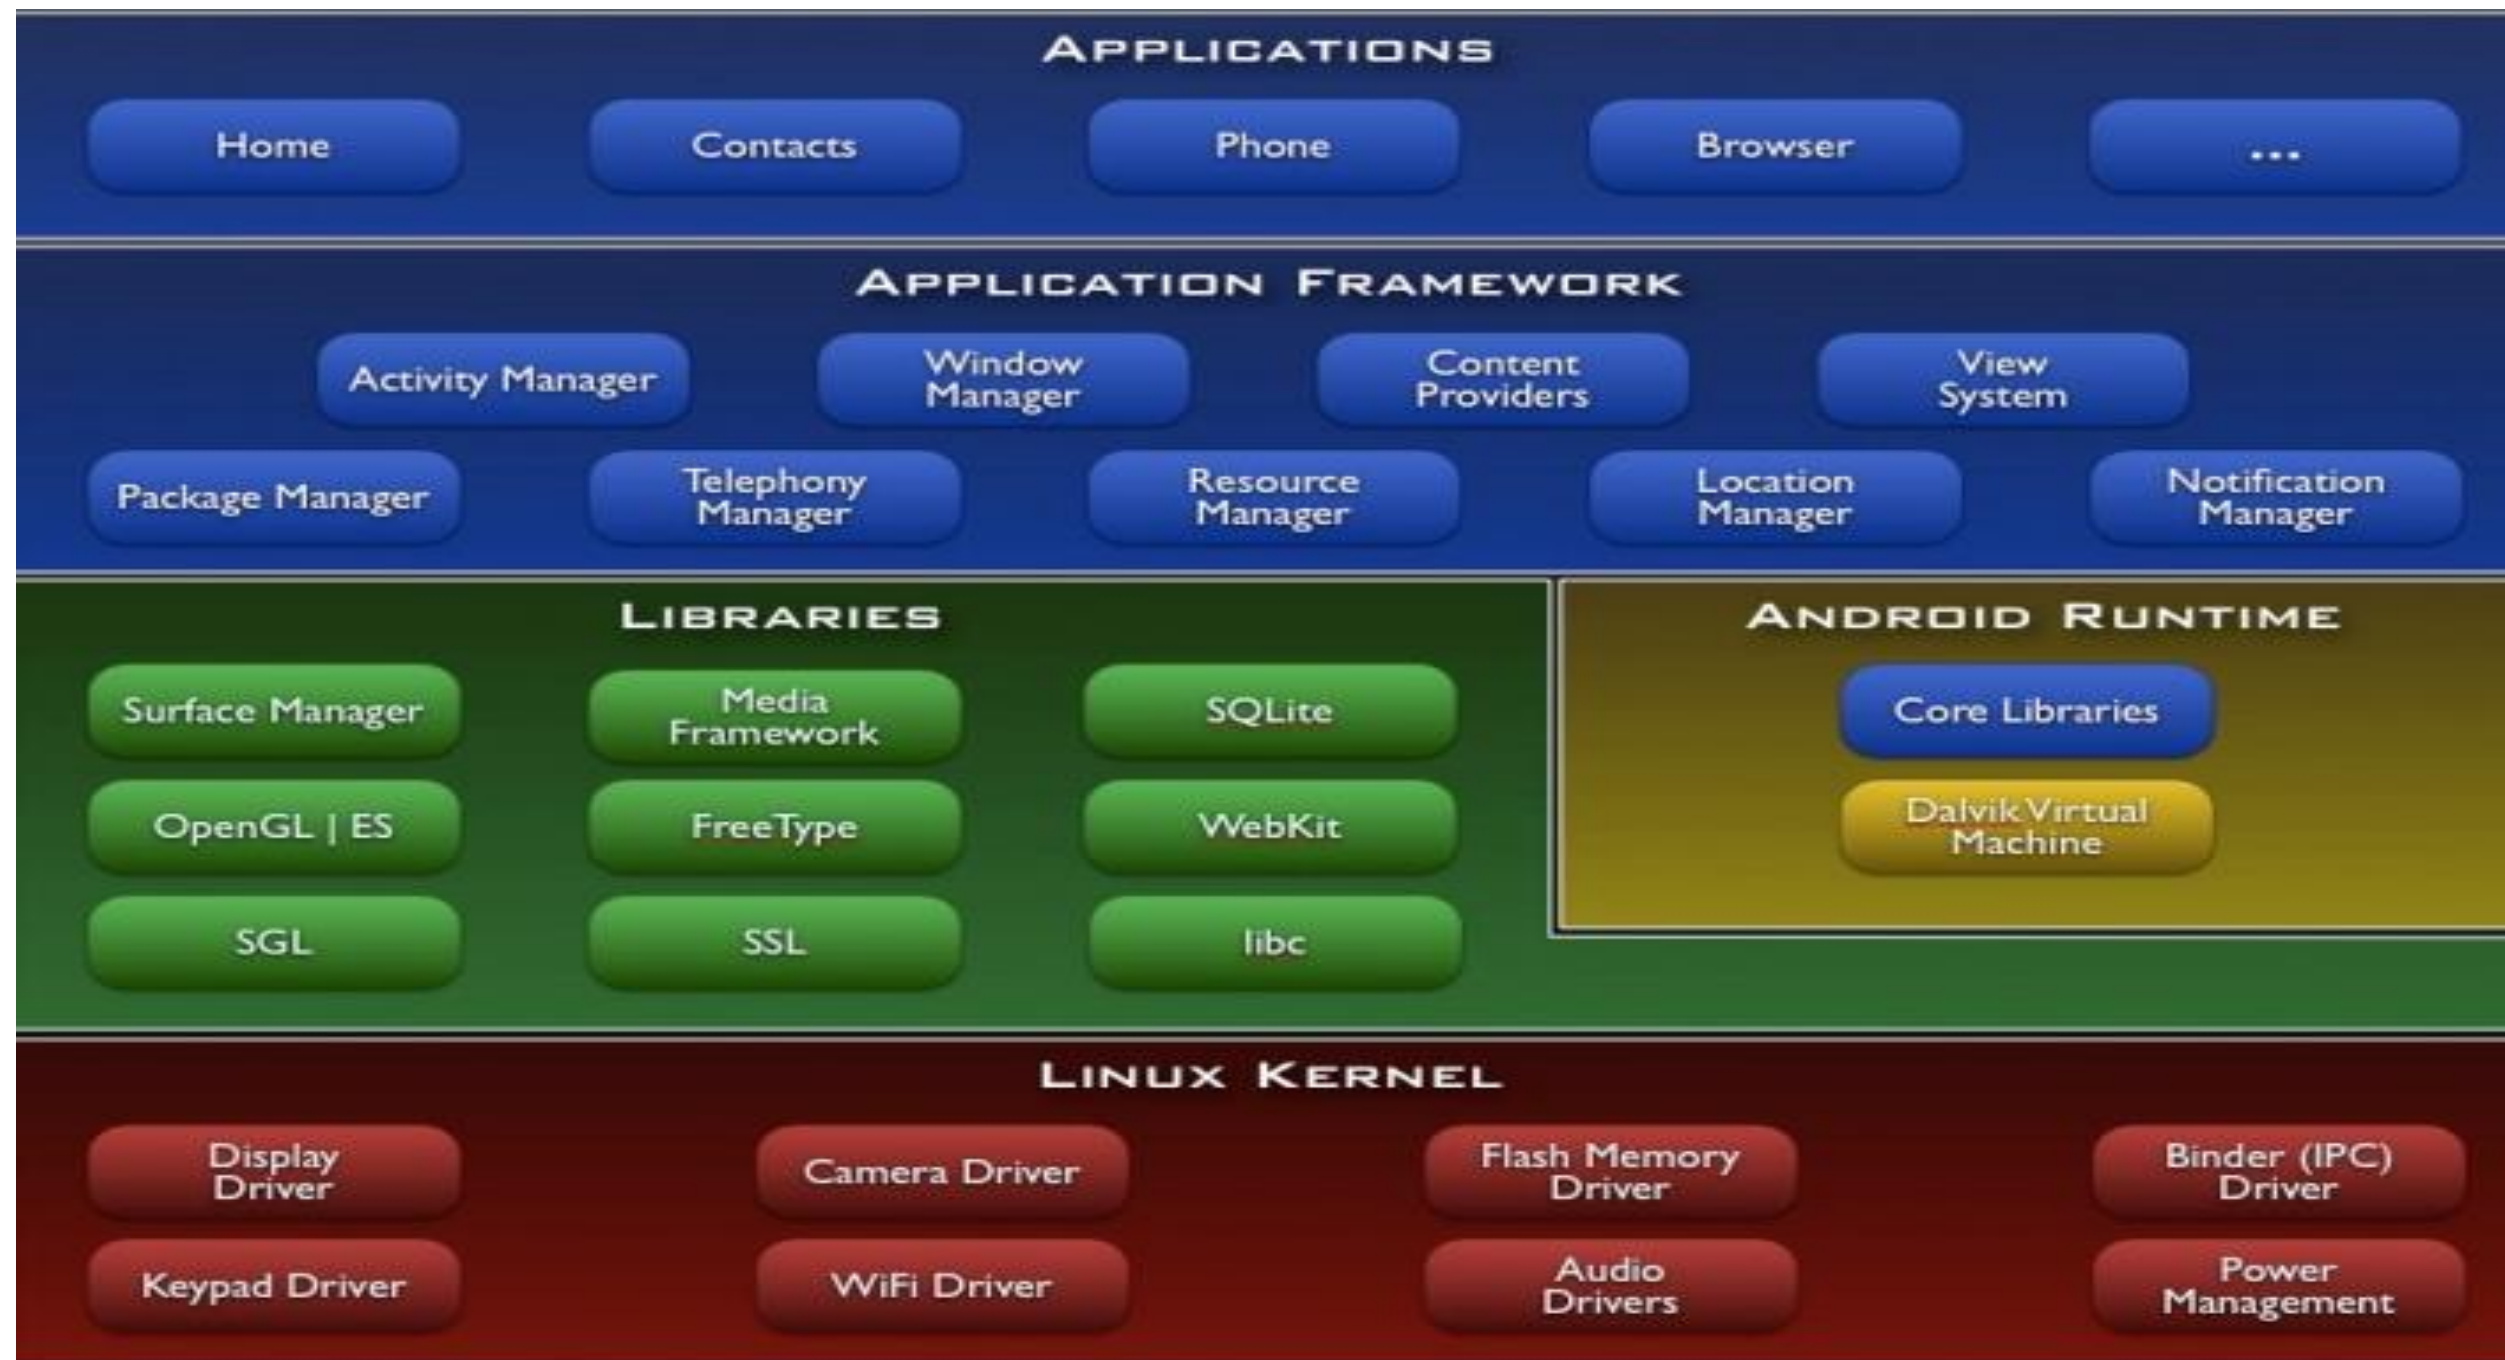 APPLICATIONS
Home
Contacts
Phone
Browser
...
APPLICATION FRAMEWORK
Activity Manager
Window
Manager
Content
Providers
View
System
Package Manager
Telephony
Manager
Resource
Manager
Location
Manager
Notification
Manager
LIBRARIES
Surface Manager
Media
Framework
SQLite
OpenGL | ES
FreeType
WebKit
SGL
SSL
libc
ANDROID RUNTIME
Core Libraries
Dalvik Virtual
Machine
LINUX KERNEL
Display
Driver
Camera Driver
Flash Memory
Driver
Binder (IPC)
Driver
Keypad Driver
WiFi Driver
Audio
Drivers
Power
Management